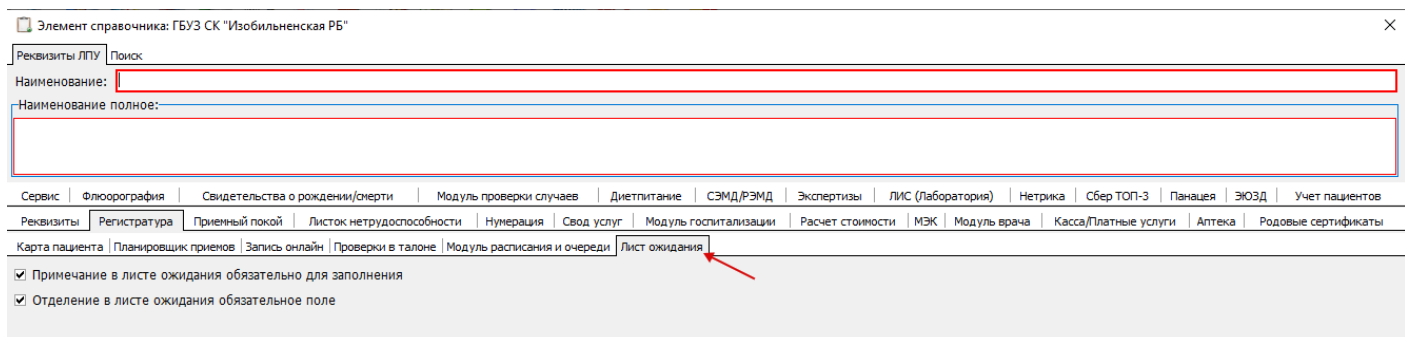 Элемент справочника: ГБУЗ СК "Изобильненская РБ"
Реквизиты ЛПУ Поиск
Наименование:
Наименование полное:
Сервис Флюорография Свидетельства о рождении/смерти Модуль проверки случаев Диетпитание СЭМД/РЭМД Экспертизы ЛИС (Лаборатория) Нетрика Сбер ТОП-3 Панацея ЭЮЗД Учет пациентов
Реквизиты Регистратура Приемный покой Листок нетрудоспособности Нумерация Свод услуг Модуль госпитализации Расчет стоимости МЭК Модуль врача Касса/Платные услуги Аптека Родовые сертификаты
Карта пациента Планировщик приемов Запись онлайн Проверки в талоне Модуль расписания и очереди Лист ожидания
Примечание в листе ожидания обязательно для заполнения
Отделение в листе ожидания обязательное поле